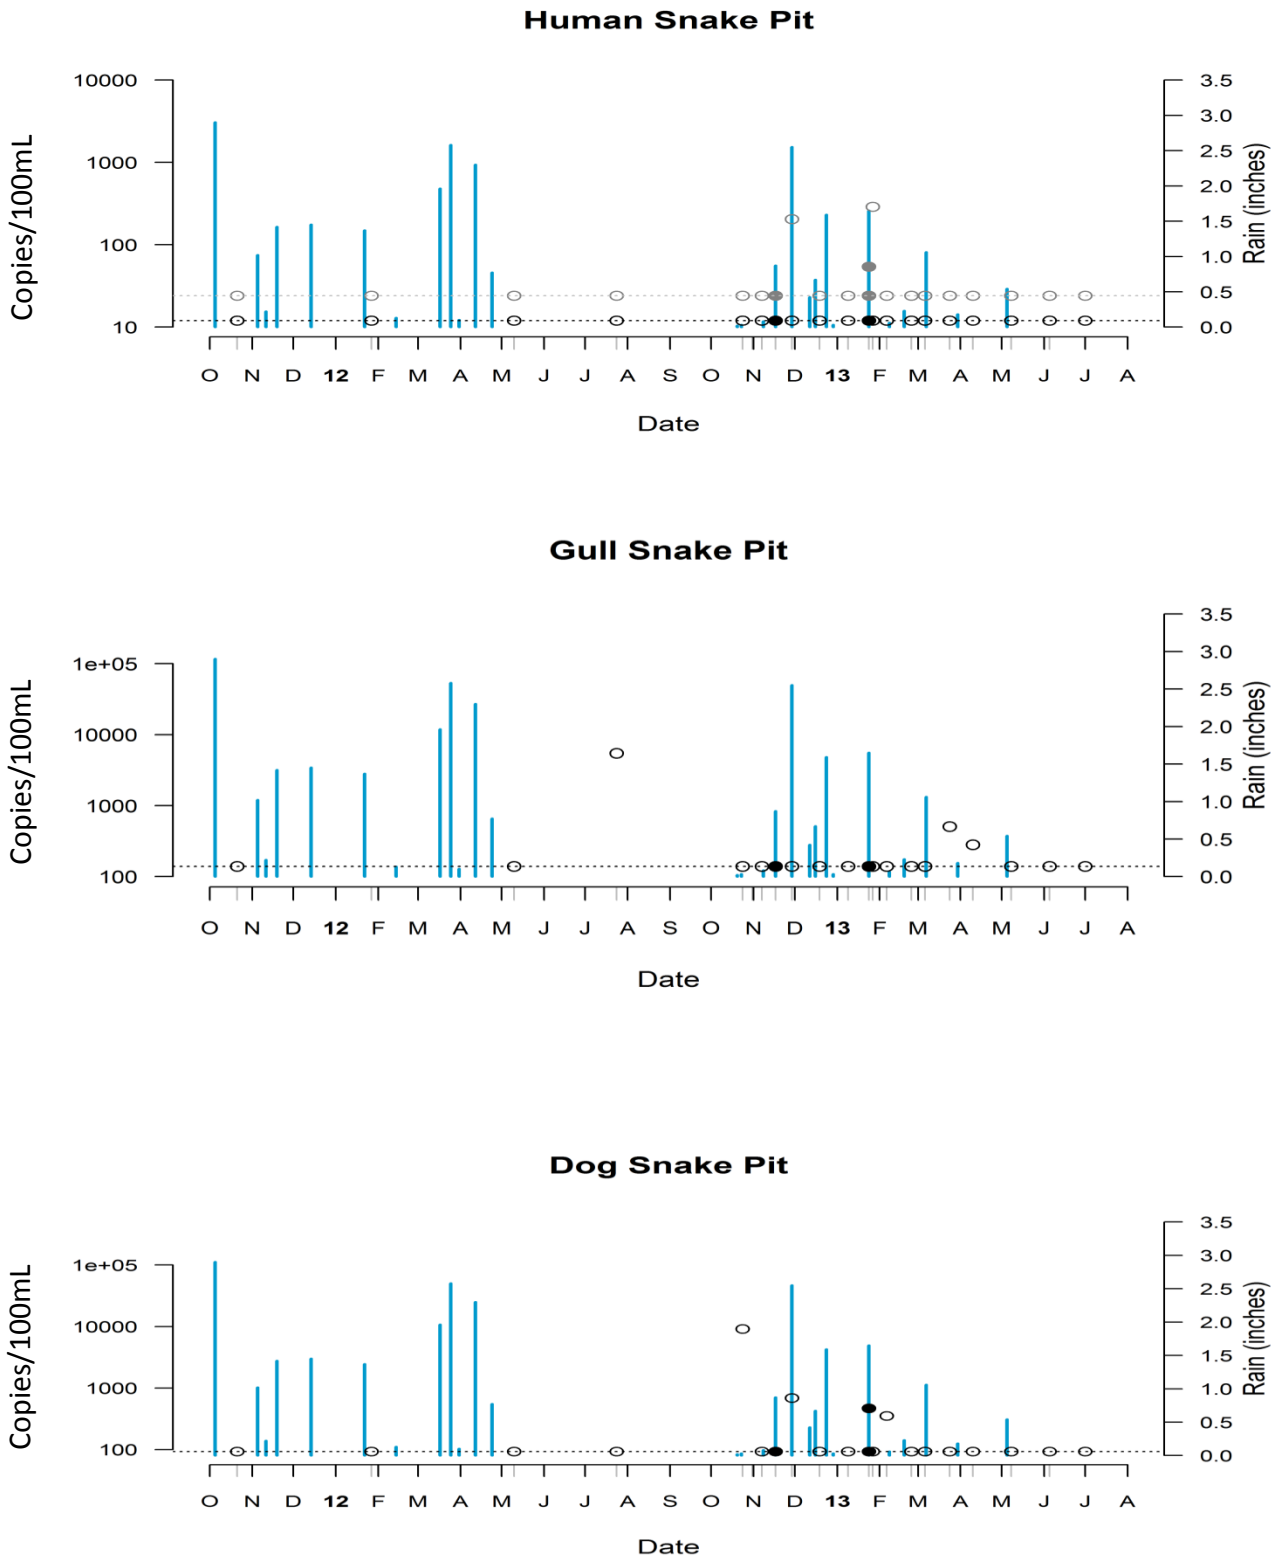 Human Snake Pit
Copies/100mL
10000
1000
100
10
3.5
3.0
2.5
2.0
1.5
1.0
0.5
0.0
Rain (inches)
O N D 12 F M A M J J A S O N D 13 F M A M J J A
Date
Gull Snake Pit
Copies/100mL
1e+05
10000
1000
100
3.5
3.0
2.5
2.0
1.5
1.0
0.5
0.0
Rain (inches)
O N D 12 F M A M J J A S O N D 13 F M A M J J A
Date
Dog Snake Pit
Copies/100mL
1e+05
10000
1000
100
3.5
3.0
2.5
2.0
1.5
1.0
0.5
0.0
Rain (inches)
O N D 12 F M A M J J A S O N D 13 F M A M J J A
Date